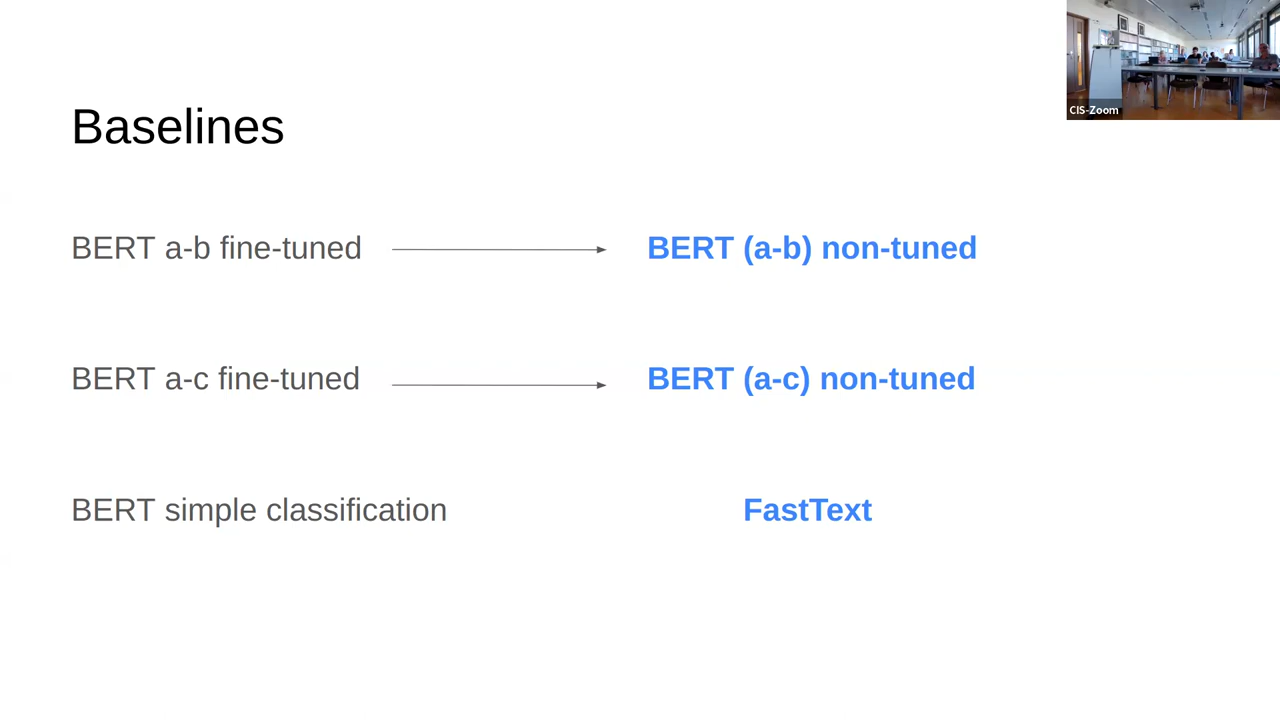 CIS-Zoom
Baselines
BERT a-b fine-tuned
BERT (a-b) non-tuned
BERT a-c fine-tuned
BERT (a-c) non-tuned
BERT simple classification
FastText